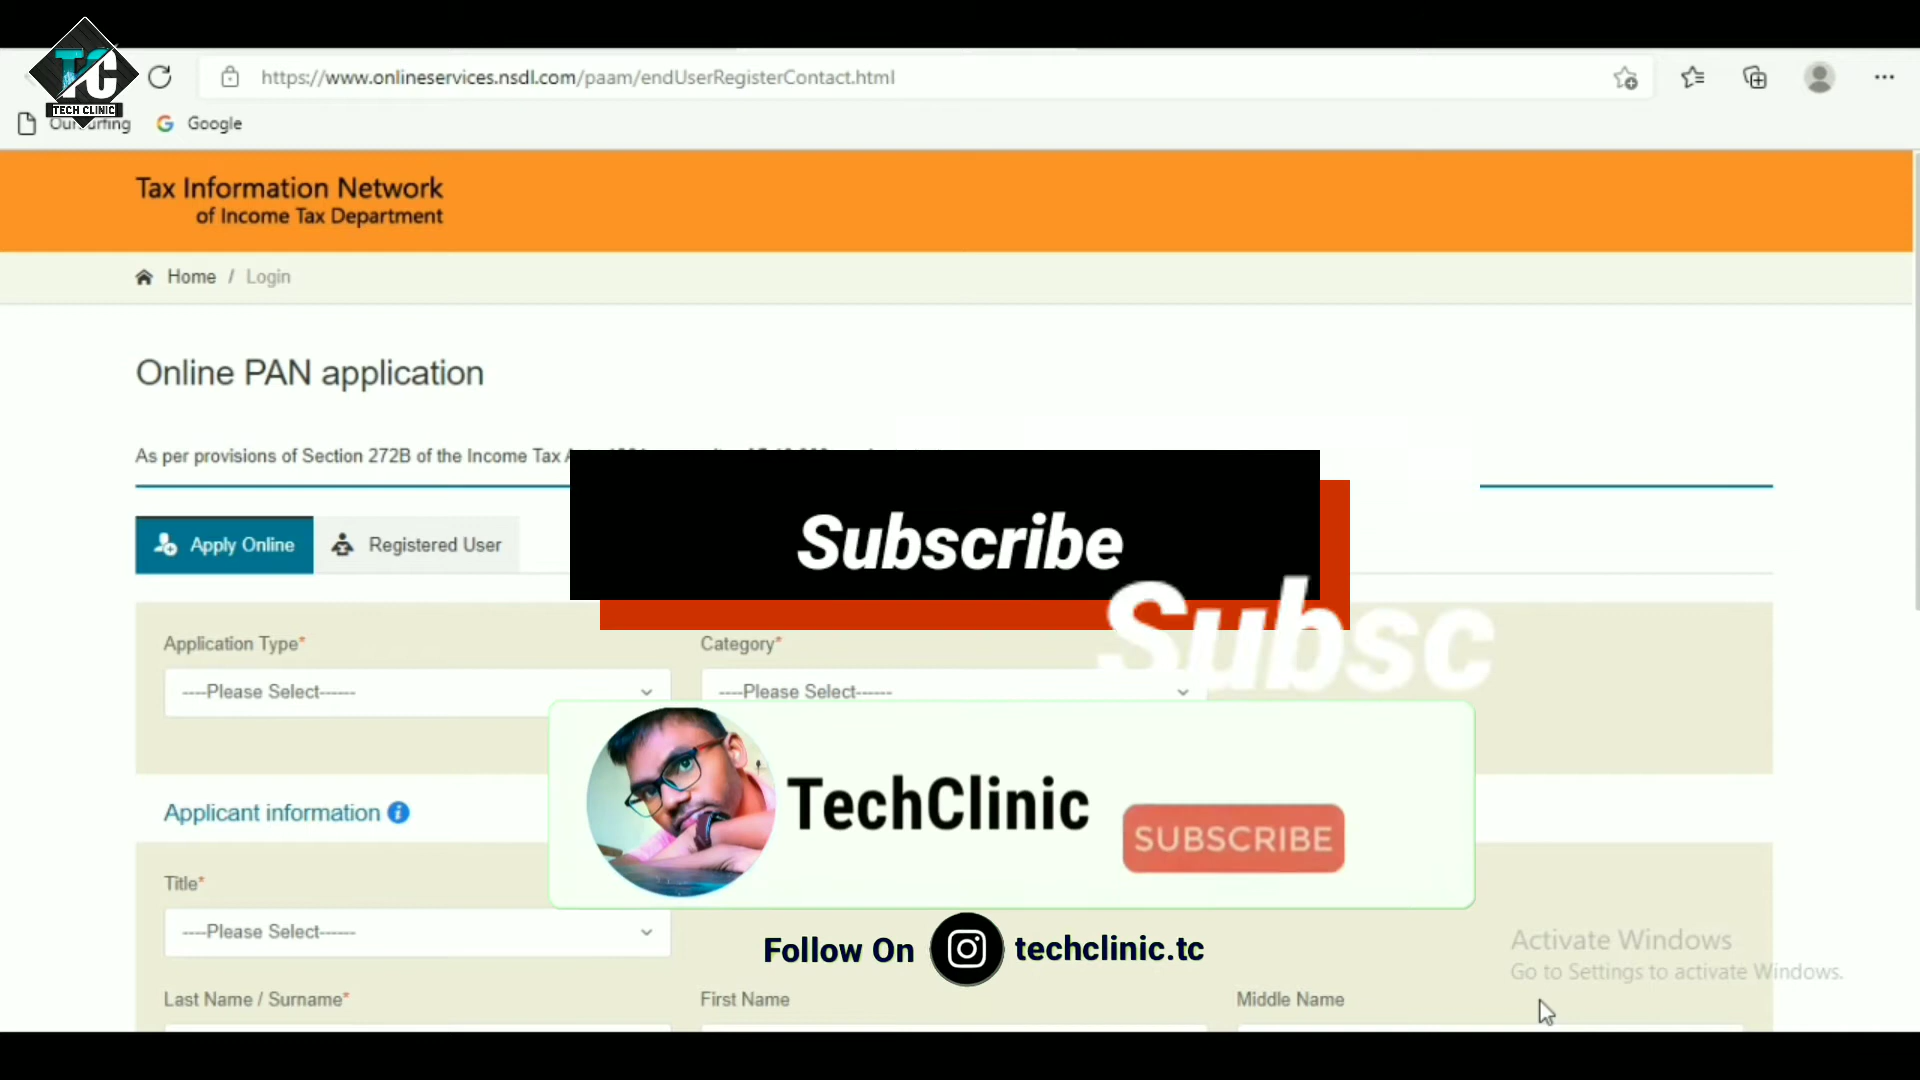 TC
TECH CLINIC
https://www.onlineservices.nsdl.com/paam/endUserRegisterContact.html
Google
Tax Information Network
of Income Tax Department
Home / Login
Online PAN application
As per provisions of Section 272B of the Income Tax
Subscribe
Apply Online
Registered User
Subsc
Application Type*
Category*
----Please Select------
----Please Select------
TechClinic
SUBSCRIBE
Applicant information
Title*
----Please Select------
Follow On
techclinic.tc
Activate Windows
Go to Settings to activate Windows.
Last Name / Surname*
First Name
Middle Name